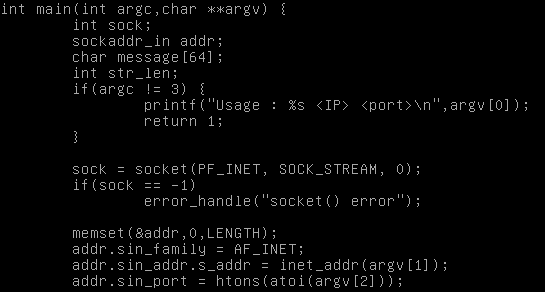 int main(int argc,char **argv) {
        int sock;
        sockaddr_in addr;
        char message[64];
        int str_len;
        if(argc != 3) {
                printf("Usage : %s <IP> <port>\n",argv[0]);
                return 1;
        }

        sock = socket(PF_INET, SOCK_STREAM, 0);
        if(sock == -1)
                error_handle("socket() error");

        memset(&addr,0,LENGTH);
        addr.sin_family = AF_INET;
        addr.sin_addr.s_addr = inet_addr(argv[1]);
        addr.sin_port = htons(atoi(argv[2]));